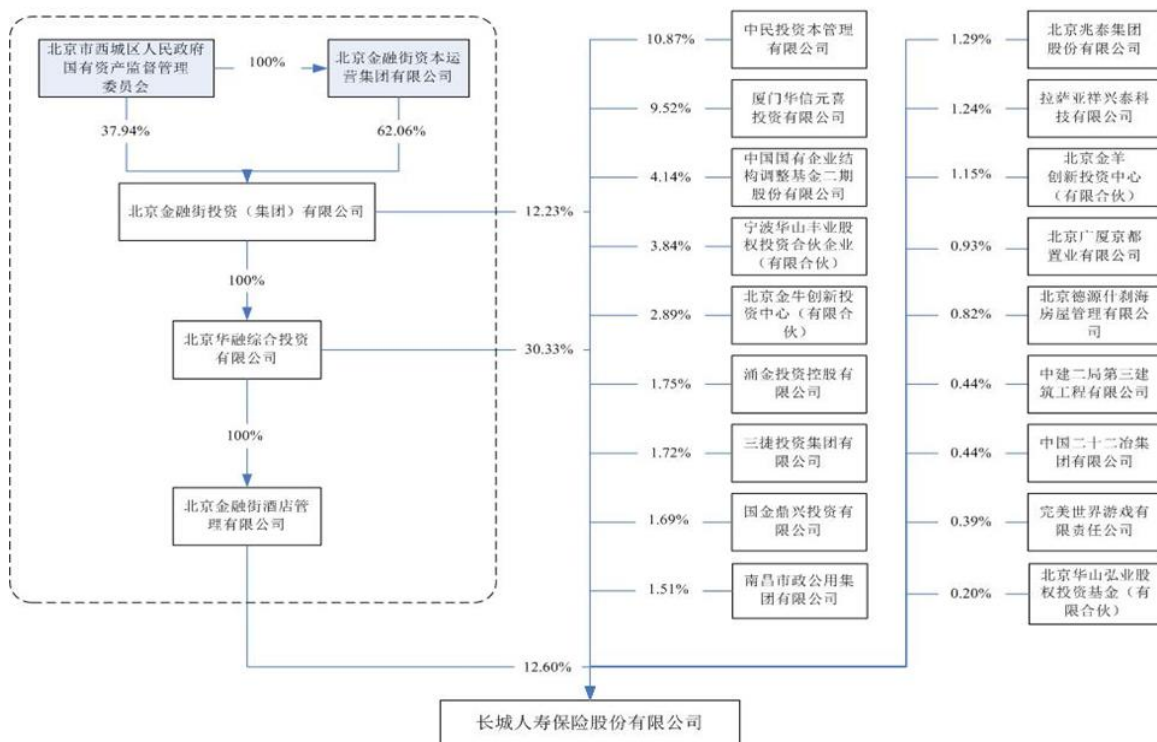 北京市西城区人民政府
国有资产监督管理
委员会
100%
北京金融街资本运
营集团有限公司
37.94%
62.06%
北京金融街投资（集团）有限公司
12.23%
100%
北京华融综合投资
有限公司
30.33%
100%
北京金融街酒店管
理有限公司
12.60%
10.87%
中民投资本管理
有限公司
9.52%
厦门华信元喜
投资有限公司
4.14%
中国国有企业结
构调整基金二期
股份有限公司
3.84%
宁波华山丰业股
权投资合伙企业
（有限合伙）
2.89%
北京金牛创新投
资中心（有限合
伙）
1.75%
涌金投资控股有
限公司
1.72%
三捷投资集团有
限公司
1.69%
国金鼎兴投资有
限公司
1.51%
南昌市政公用集
团有限公司
1.29%
北京兆泰集团
股份有限公司
1.24%
拉萨亚祥兴泰科
技有限公司
1.15%
北京金羊
创新投资中心
（有限合伙）
0.93%
北京广厦京都
置业有限公司
0.82%
北京德源什刹海
房屋管理有限公
司
0.44%
中建二局第三建
筑工程有限公司
0.44%
中国二十二冶集
团有限公司
0.39%
完美世界游戏有
限责任公司
0.20%
北京华山弘业股
权投资基金（有
限合伙）
长城人寿保险股份有限公司